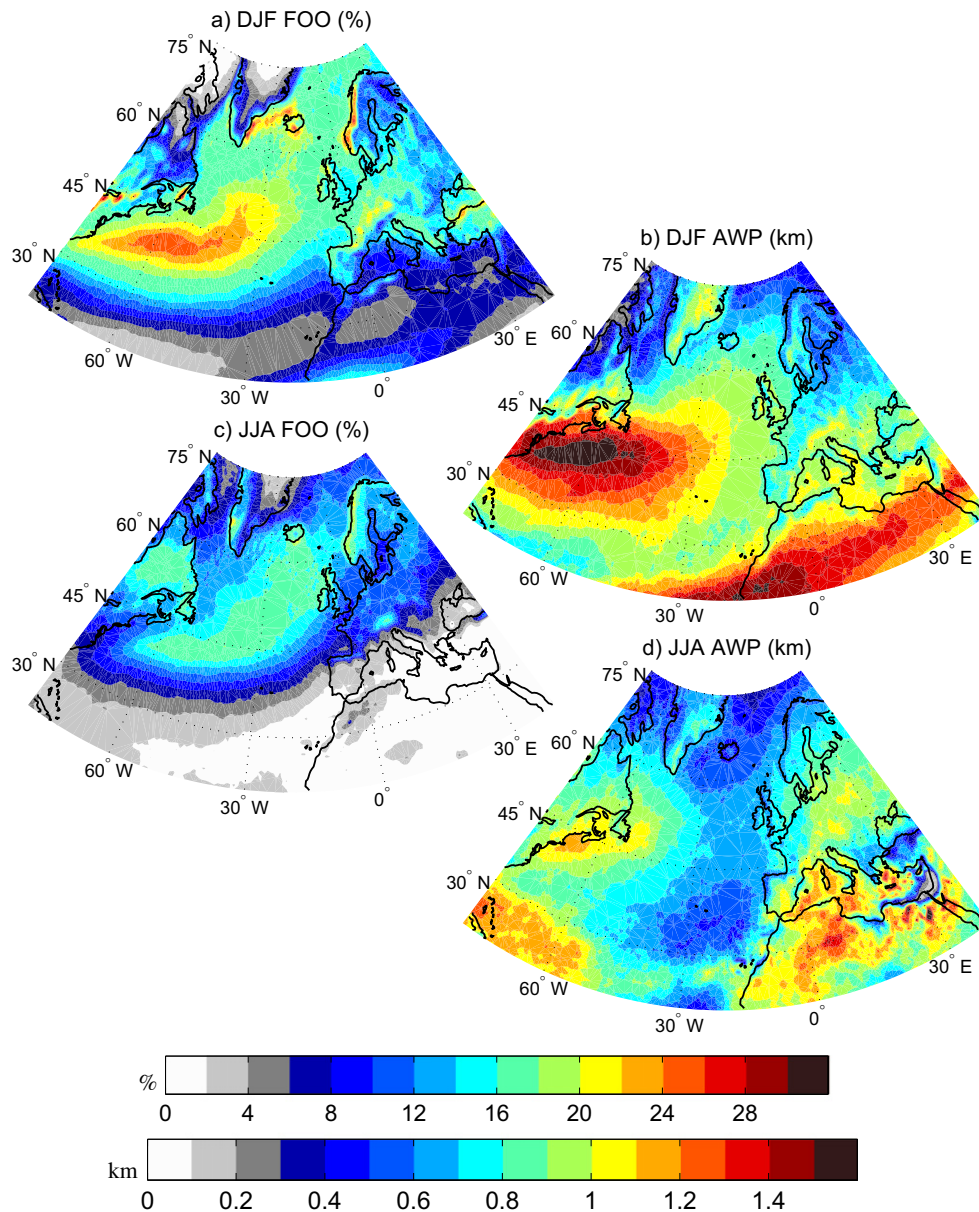 a) DJF FOO (%)
75° N
60° N
45° N
30° N
60° W
30° W
0°
30° E
b) DJF AWP (km)
75° N
60° N
45° N
30° N
60° W
30° W
0°
30° E
c) JJA FOO (%)
75° N
60° N
45° N
30° N
60° W
30° W
0°
30° E
d) JJA AWP (km)
75° N
60° N
45° N
30° N
60° W
30° W
0°
30° E
%
0 4 8 12 16 20 24 28
km
0 0.2 0.4 0.6 0.8 1 1.2 1.4